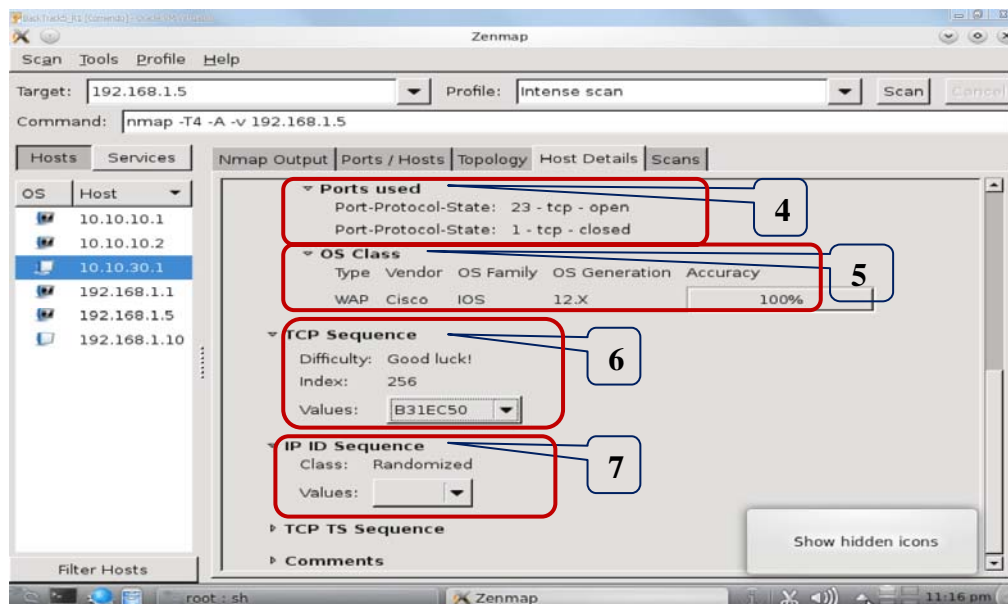 Zenmap
Scan Tools Profile Help
Target: 192.168.1.5 Profile: Intense scan Scan Cancel
Command: nmap -T4 -A -v 192.168.1.5
Hosts Services Nmap Output Ports / Hosts Topology Host Details Scans
OS Host
10.10.10.1
10.10.10.2
10.10.30.1
192.168.1.1
192.168.1.5
192.168.1.10
Filter Hosts
Ports used
Port-Protocol-State: 23 - tcp - open
Port-Protocol-State: 1 - tcp - closed
4
OS Class
Type Vendor OS Family OS Generation Accuracy
WAP Cisco IOS 12.X 100%
5
TCP Sequence
Difficulty: Good luck!
Index: 256
Values: B31EC50
6
IP ID Sequence
Class: Randomized
Values:
7
TCP TS Sequence
Comments
Show hidden icons
root : sh Zenmap 11:16 pm